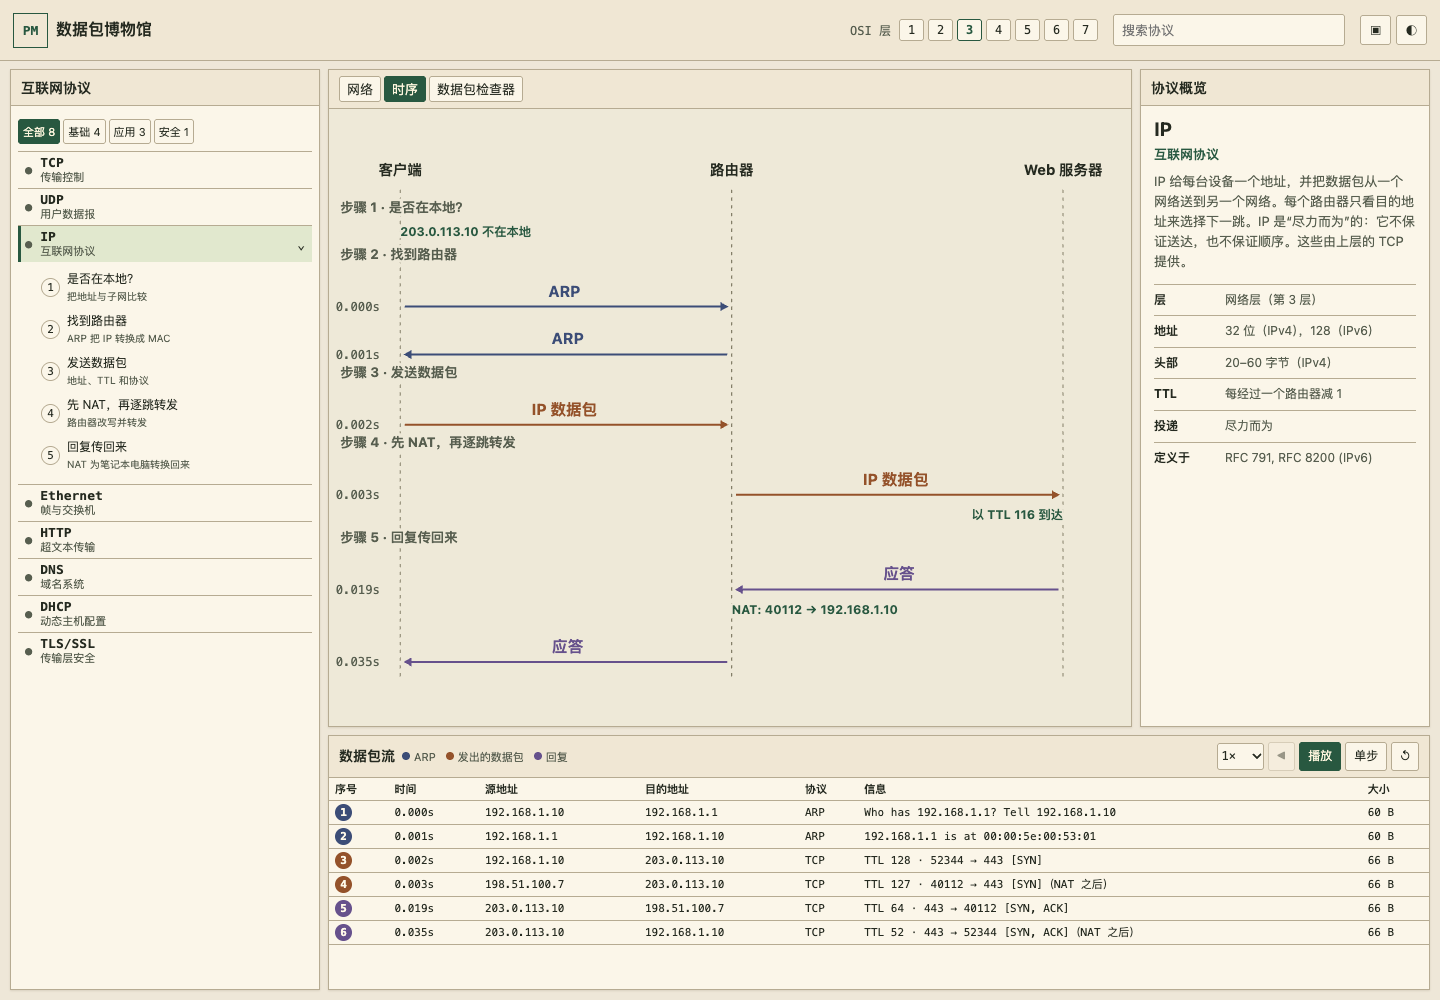 PM 数据包博物馆
OSI 层 1 2 3 4 5 6 7 搜索协议
互联网协议
全部 8 基础 4 应用 3 安全 1
TCP
传输控制
UDP
用户数据报
IP
互联网协议
1 是否在本地?
把地址与子网比较
2 找到路由器
ARP 把 IP 转换成 MAC
3 发送数据包
地址、TTL 和协议
4 先 NAT，再逐跳转发
路由器改写并转发
5 回复传回来
NAT 为笔记本电脑转换回来
Ethernet
帧与交换机
HTTP
超文本传输
DNS
域名系统
DHCP
动态主机配置
TLS/SSL
传输层安全
网络 时序 数据包检查器
客户端 路由器 Web 服务器
步骤 1 · 是否在本地?
203.0.113.10 不在本地
步骤 2 · 找到路由器
ARP
0.000s
ARP
0.001s
步骤 3 · 发送数据包
IP 数据包
0.002s
步骤 4 · 先 NAT，再逐跳转发
IP 数据包
0.003s
以 TTL 116 到达
步骤 5 · 回复传回来
应答
0.019s
NAT: 40112 → 192.168.1.10
应答
0.035s
协议概览
IP
互联网协议
IP 给每台设备一个地址，并把数据包从一个
网络送到另一个网络。每个路由器只看目的地
址来选择下一跳。IP 是“尽力而为”的：它不保
证送达，也不保证顺序。这些由上层的 TCP
提供。
层 网络层（第 3 层）
地址 32 位（IPv4），128（IPv6）
头部 20–60 字节（IPv4）
TTL 每经过一个路由器减 1
投递 尽力而为
定义于 RFC 791, RFC 8200 (IPv6)
数据包流 ARP 发出的数据包 回复 1× 播放 单步
序号 时间 源地址 目的地址 协议 信息 大小
1 0.000s 192.168.1.10 192.168.1.1 ARP Who has 192.168.1.1? Tell 192.168.1.10 60 B
2 0.001s 192.168.1.1 192.168.1.10 ARP 192.168.1.1 is at 00:00:5e:00:53:01 60 B
3 0.002s 192.168.1.10 203.0.113.10 TCP TTL 128 · 52344 → 443 [SYN] 66 B
4 0.003s 198.51.100.7 203.0.113.10 TCP TTL 127 · 40112 → 443 [SYN]（NAT 之后） 66 B
5 0.019s 203.0.113.10 198.51.100.7 TCP TTL 64 · 443 → 40112 [SYN, ACK] 66 B
6 0.035s 203.0.113.10 192.168.1.10 TCP TTL 52 · 443 → 52344 [SYN, ACK]（NAT 之后） 66 B